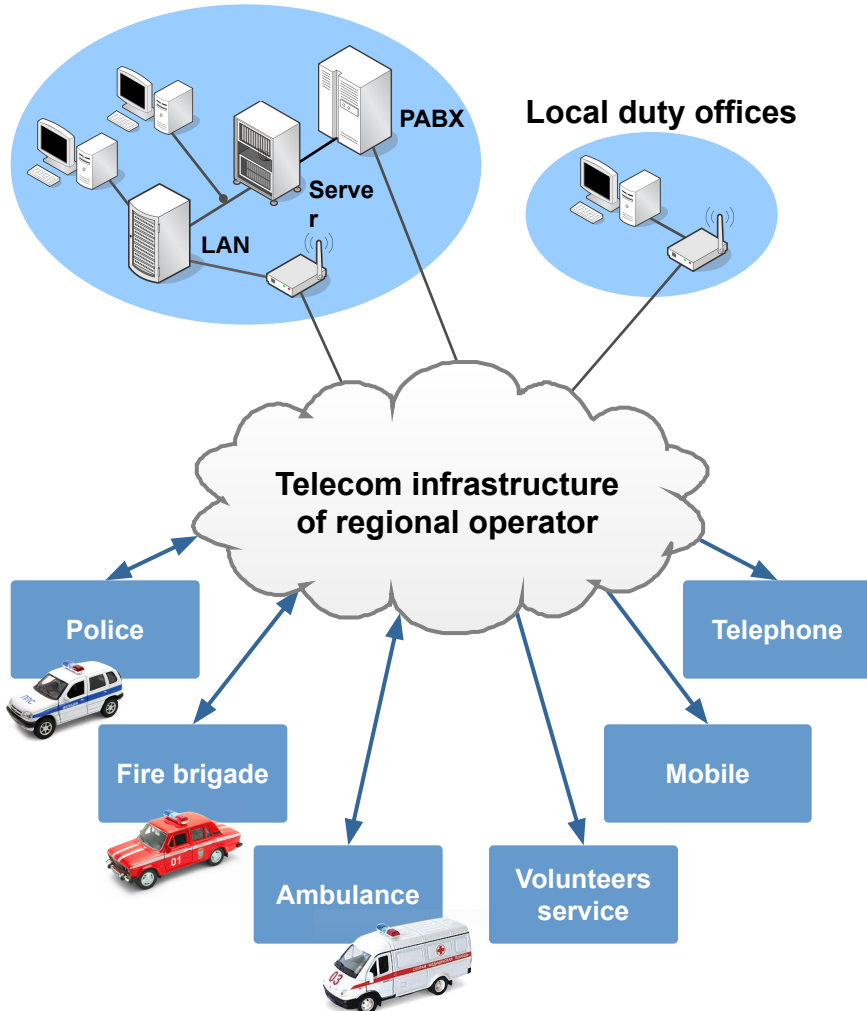 PABX
Local duty offices
Serve
r
LAN
Telecom infrastructure
of regional operator
Police
Telephone
ППС
Fire brigade
Mobile
01
Ambulance
Volunteers
service
03